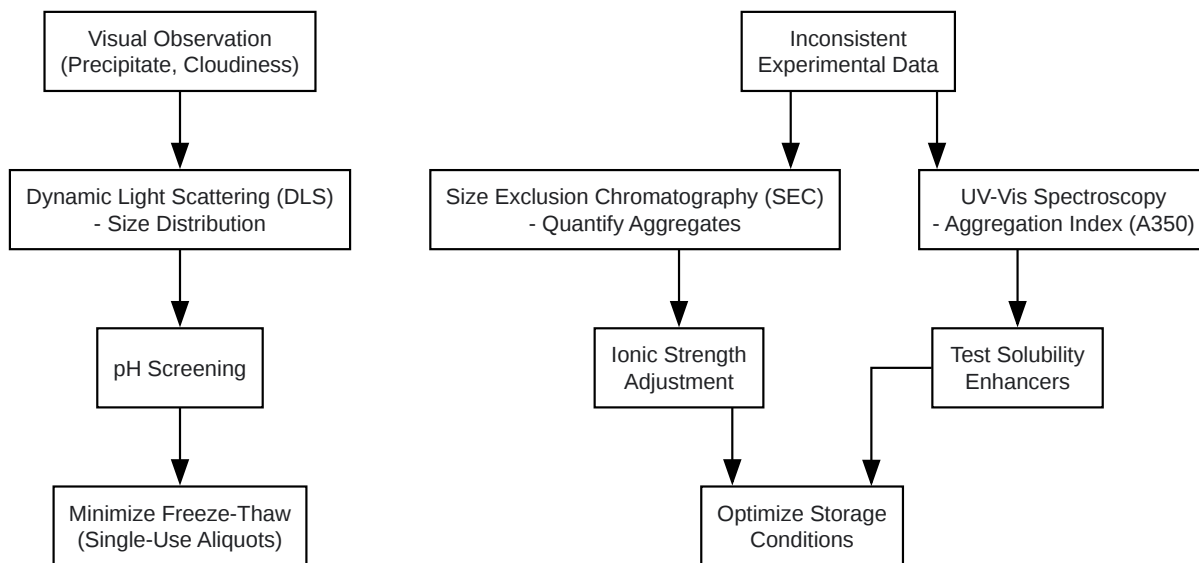 Visual Observation
(Precipitate, Cloudiness)
Inconsistent
Experimental Data
Dynamic Light Scattering (DLS)
- Size Distribution
Size Exclusion Chromatography (SEC)
- Quantify Aggregates
UV-Vis Spectroscopy
- Aggregation Index (A350)
pH Screening
Ionic Strength
Adjustment
Test Solubility
Enhancers
Minimize Freeze-Thaw
(Single-Use Aliquots)
Optimize Storage
Conditions